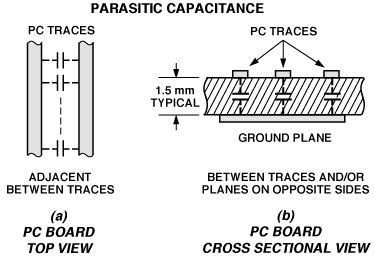 PARASITIC CAPACITANCE
PC TRACES
ADJACENT
BETWEEN TRACES
(a)
PC BOARD
TOP VIEW
PC TRACES
1.5 mm
TYPICAL
GROUND PLANE
BETWEEN TRACES AND/OR
PLANES ON OPPOSITE SIDES
(b)
PC BOARD
CROSS SECTIONAL VIEW